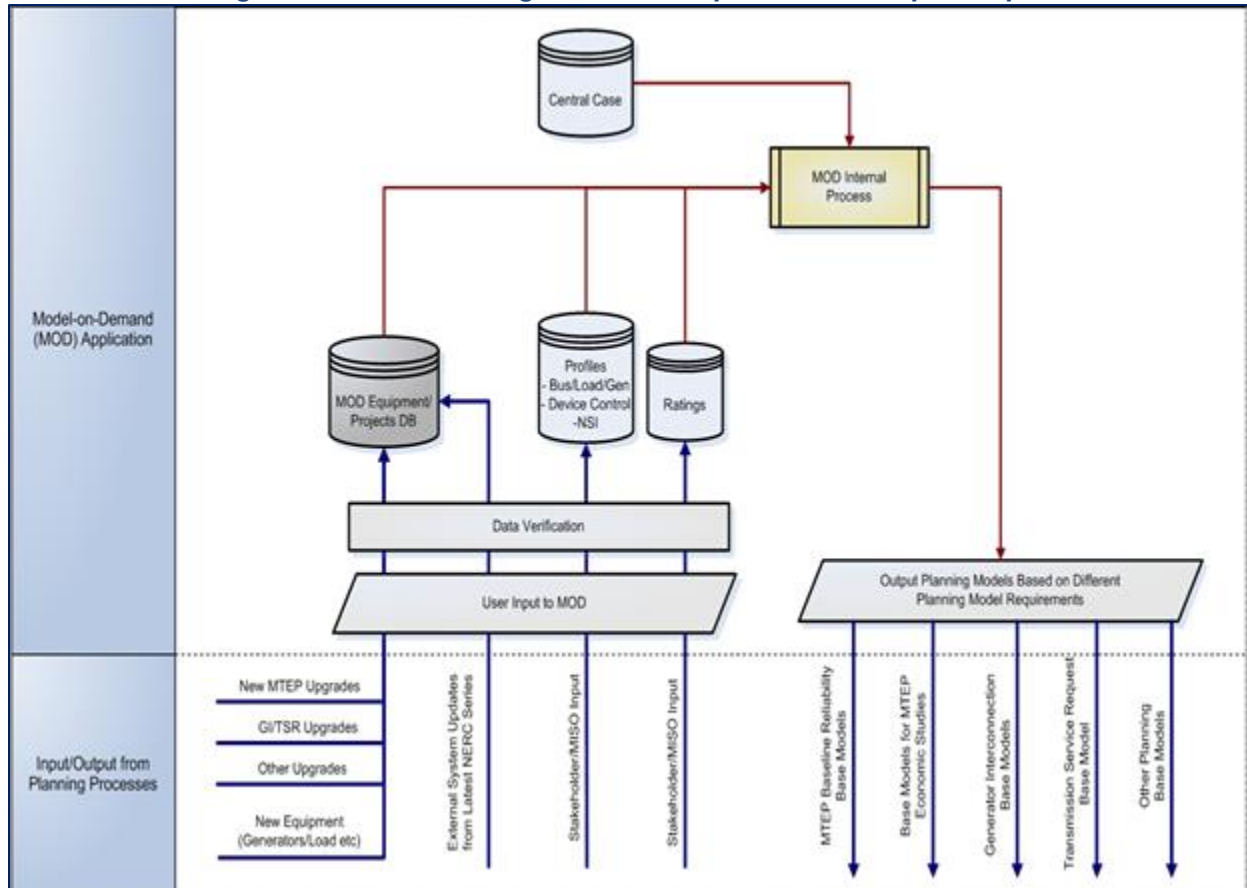 Central Case
MOD Internal
Process
Model-on-Demand
(MOD) Application
MOD Equipment/
Projects DB
Profiles
- Bus/Load/Gen
- Device Control
-NSI
Ratings
Data Verification
User Input to MOD
Output Planning Models Based on Different
Planning Model Requirements
Input/Output from
Planning Processes
New MTEP Upgrades
GI/TSR Upgrades
Other Upgrades
New Equipment
(Generators/Load etc)
External System Updates
from Latest NERC Series
Stakeholder/MISO Input
Stakeholder/MISO Input
MTEP Baseline Reliability
Base Models
Base Models for MTEP
Economic Studies
Generator Interconnection
Base Models
Transmission Service Request
Base Model
Other Planning
Base Models